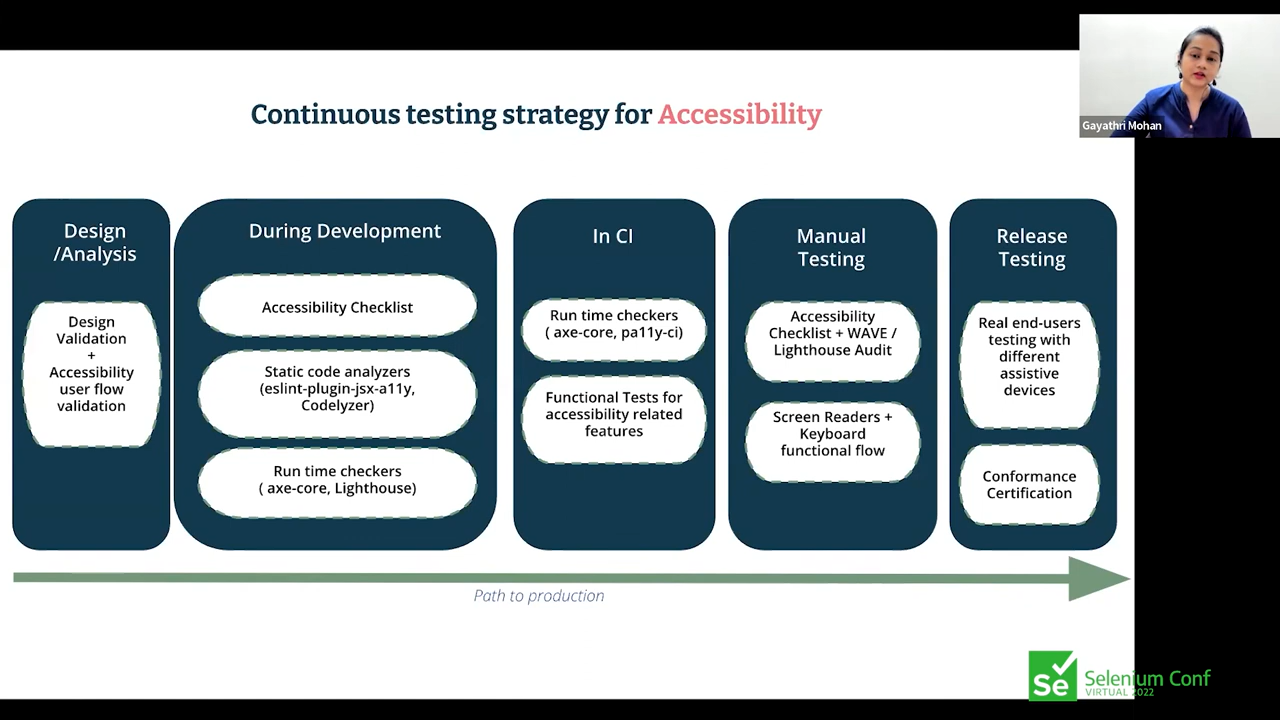 Continuous testing strategy for Accessibility
Gayathri Mohan
Design
/Analysis
Design
Validation
+
Accessibility
user flow
validation
During Development
Accessibility Checklist
Static code analyzers
(eslint-plugin-jsx-a11y,
Codelyzer)
Run time checkers
( axe-core, Lighthouse)
In CI
Run time checkers
( axe-core, pa11y-ci)
Functional Tests for
accessibility related
features
Manual
Testing
Accessibility
Checklist + WAVE /
Lighthouse Audit
Screen Readers +
Keyboard
functional flow
Release
Testing
Real end-users
testing with
different
assistive
devices
Conformance
Certification
Path to production
Se
Selenium Conf
VIRTUAL 2022